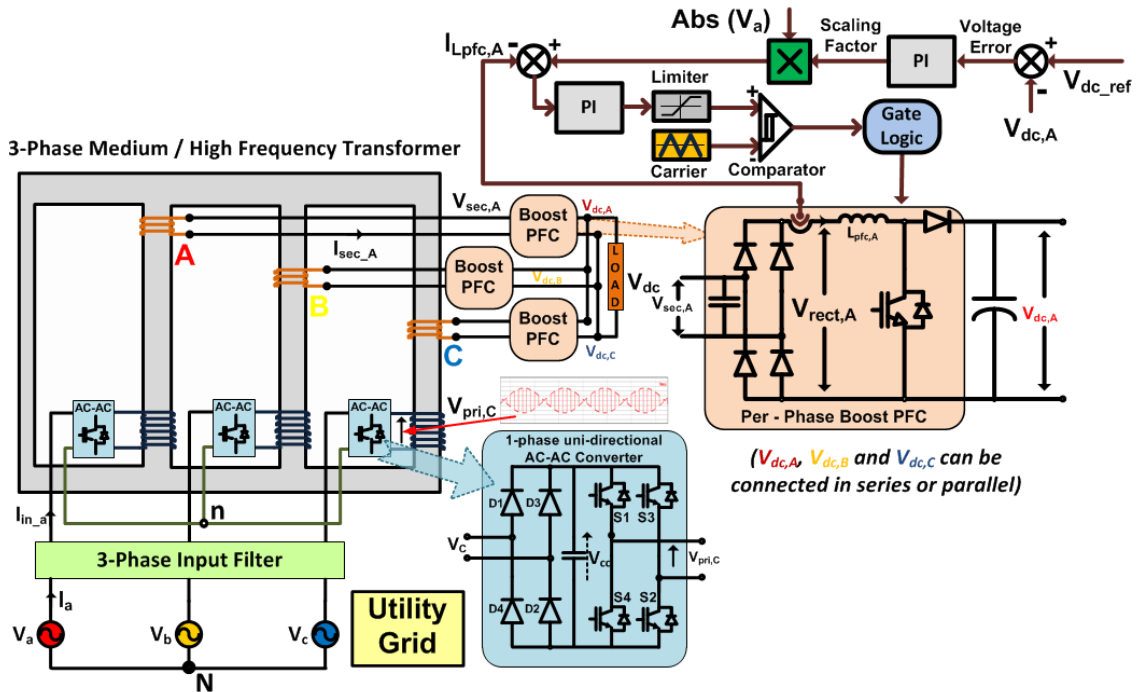 Abs (Va)
ILpfc,A
-
+
Scaling
Factor
Voltage
Error
PI
+
-
Vdc_ref
Vdc,A
PI
Limiter
Carrier
+
-
Comparator
Gate
Logic
3-Phase Medium / High Frequency Transformer
Vsec,A
Isec_A
A
B
C
Boost
PFC
Boost
PFC
Boost
PFC
Vdc,A
Vdc,B
Vdc,C
LOAD
Vdc
Lpfc,A
Vsec,A
Vrect,A
Vdc,A
Per - Phase Boost PFC
(Vdc,A, Vdc,B and Vdc,C can be
connected in series or parallel)
AC-AC
AC-AC
AC-AC
Vpri,C
1-phase uni-directional
AC-AC Converter
D1
D3
S1
S3
VC
Vcc
Vpri,C
D4
D2
S4
S2
Iin_a
n
3-Phase Input Filter
Ia
Va
Vb
Vc
N
Utility
Grid